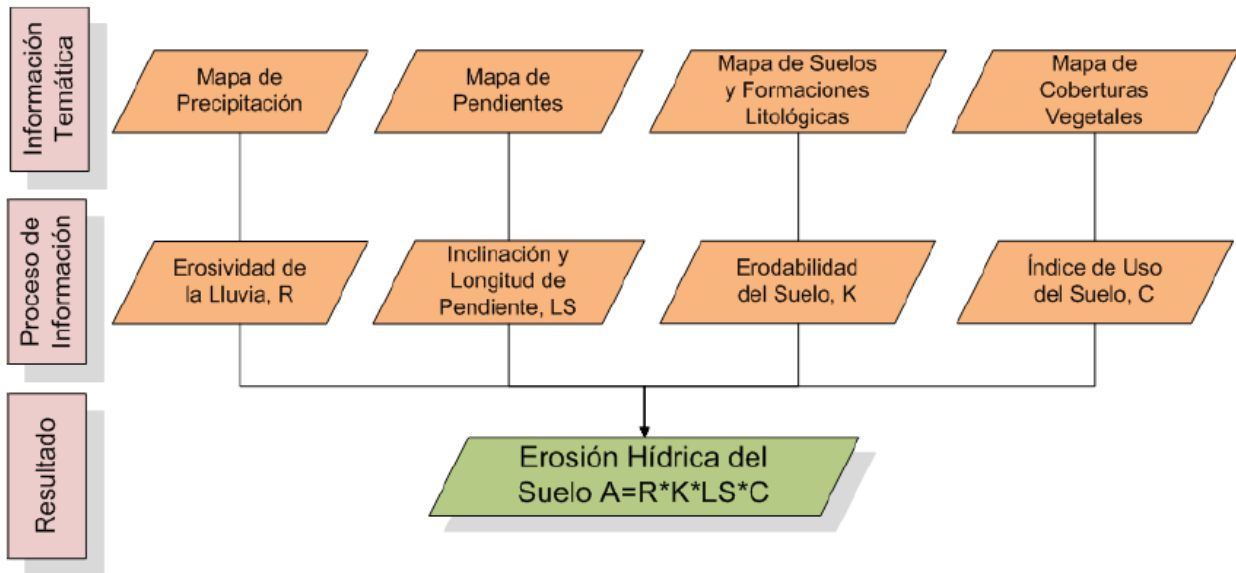 Información
Temática
Mapa de
Precipitación
Mapa de
Pendientes
Mapa de Suelos
y Formaciones
Litológicas
Mapa de
Coberturas
Vegetales
Proceso de
Información
Erosividad de
la Lluvia, R
Inclinación y
Longitud de
Pendiente, LS
Erodabilidad
del Suelo, K
Índice de Uso
del Suelo, C
Resultado
Erosión Hídrica del
Suelo A=R*K*LS*C